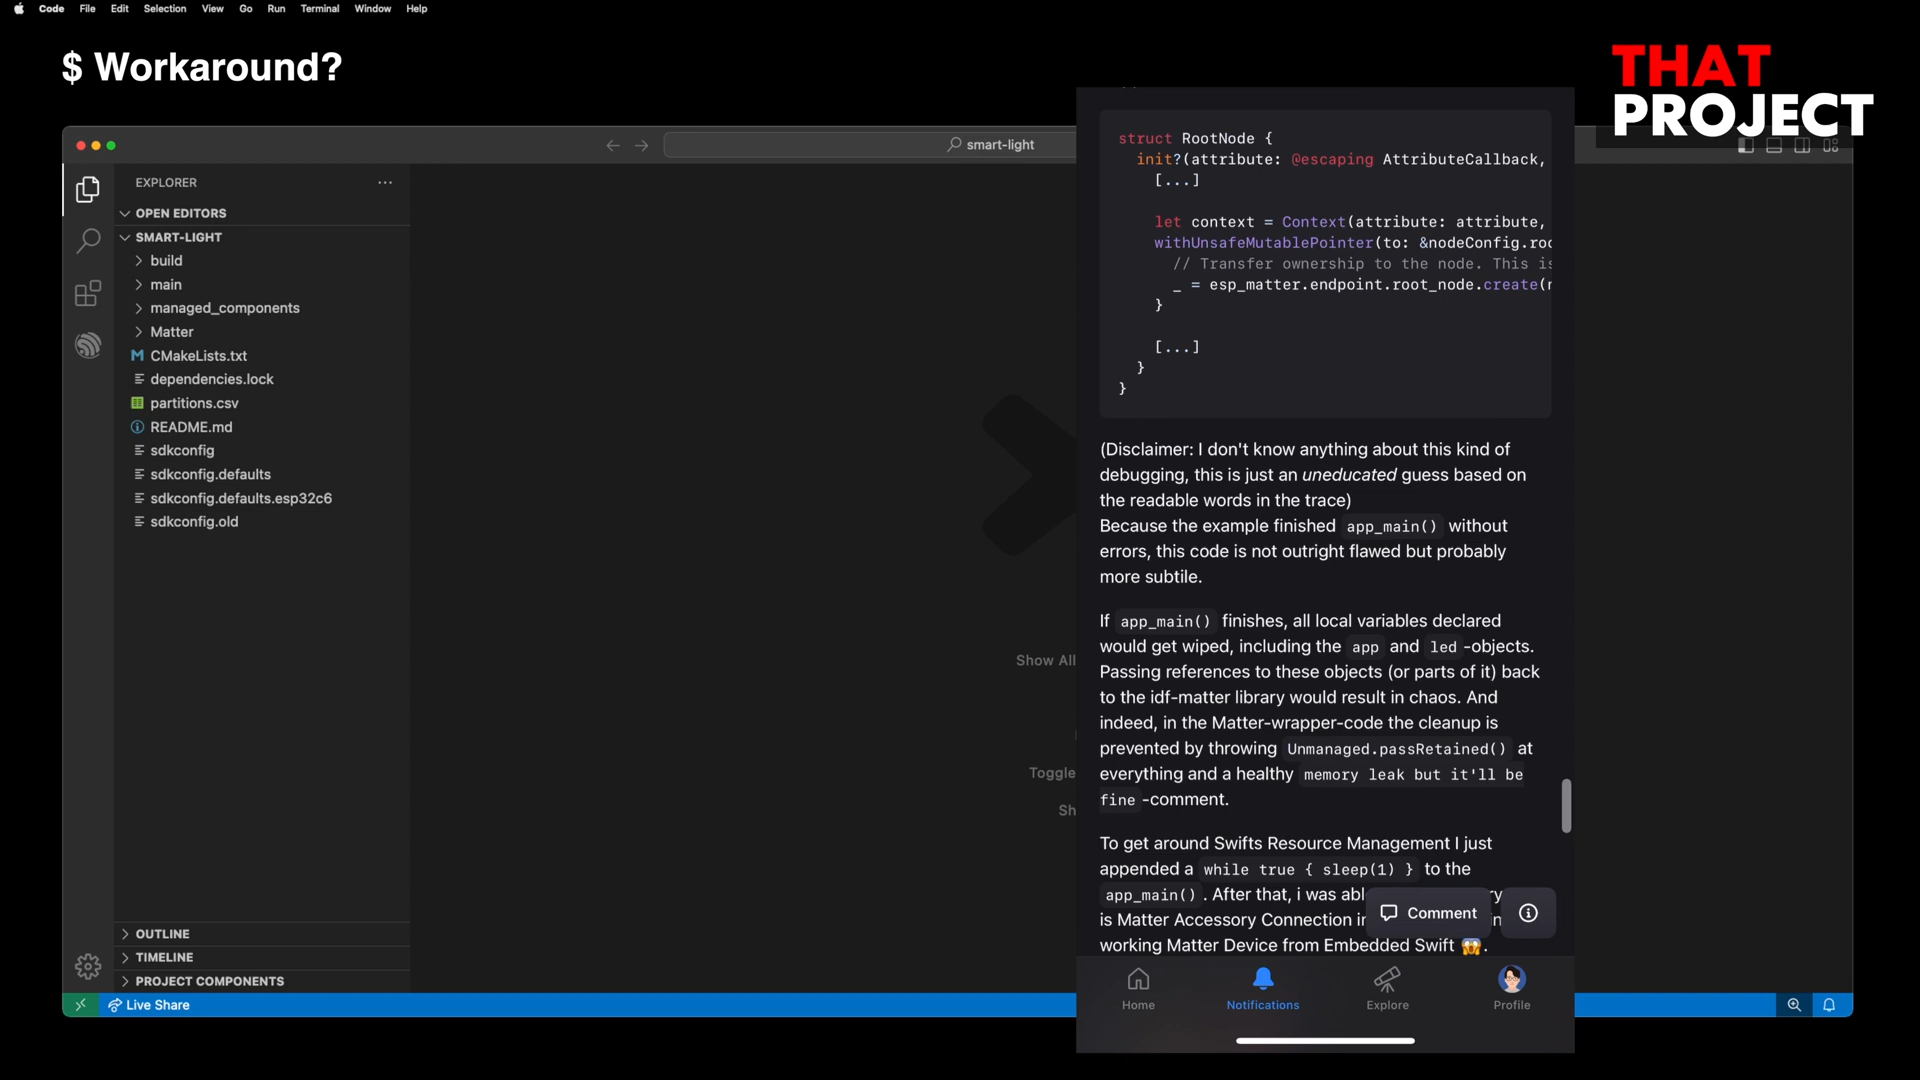 Code File Edit Selection View Go Run Terminal Window Help
$ Workaround?
THAT
PROJECT
smart-light
EXPLORER
OPEN EDITORS
SMART-LIGHT
build
main
managed_components
Matter
CMakeLists.txt
dependencies.lock
partitions.csv
README.md
sdkconfig
sdkconfig.defaults
sdkconfig.defaults.esp32c6
sdkconfig.old
OUTLINE
TIMELINE
PROJECT COMPONENTS
Live Share
Show All
Toggle
Sh
struct RootNode {
init?(attribute: @escaping AttributeCallback,
[...]
let context = Context(attribute: attribute,
withUnsafeMutablePointer(to: &nodeConfig.roo
// Transfer ownership to the node. This is
_ = esp_matter.endpoint.root_node.create(n
}
[...]
}
}
(Disclaimer: I don't know anything about this kind of
debugging, this is just an uneducated guess based on
the readable words in the trace)
Because the example finished app_main() without
errors, this code is not outright flawed but probably
more subtile.
If app_main() finishes, all local variables declared
would get wiped, including the app and led -objects.
Passing references to these objects (or parts of it) back
to the idf-matter library would result in chaos. And
indeed, in the Matter-wrapper-code the cleanup is
prevented by throwing Unmanaged.passRetained() at
everything and a healthy memory leak but it'll be
fine -comment.
To get around Swifts Resource Management I just
appended a while true { sleep(1) } to the
app_main() . After that, i was abl
is Matter Accessory Connection in
working Matter Device from Embedded Swift 😱.
Comment
Home Notifications Explore Profile